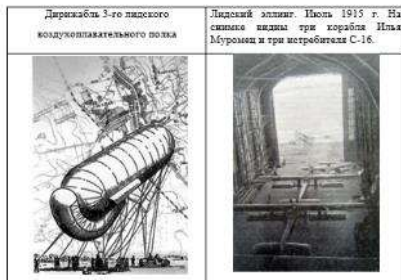 Дирижабль 3-го лидского
воздухоплавательного полка
Лидский эллинг. Июль 1915 г. На
снимке видны три корабля Илья
Муромец и три истребителя С-16.